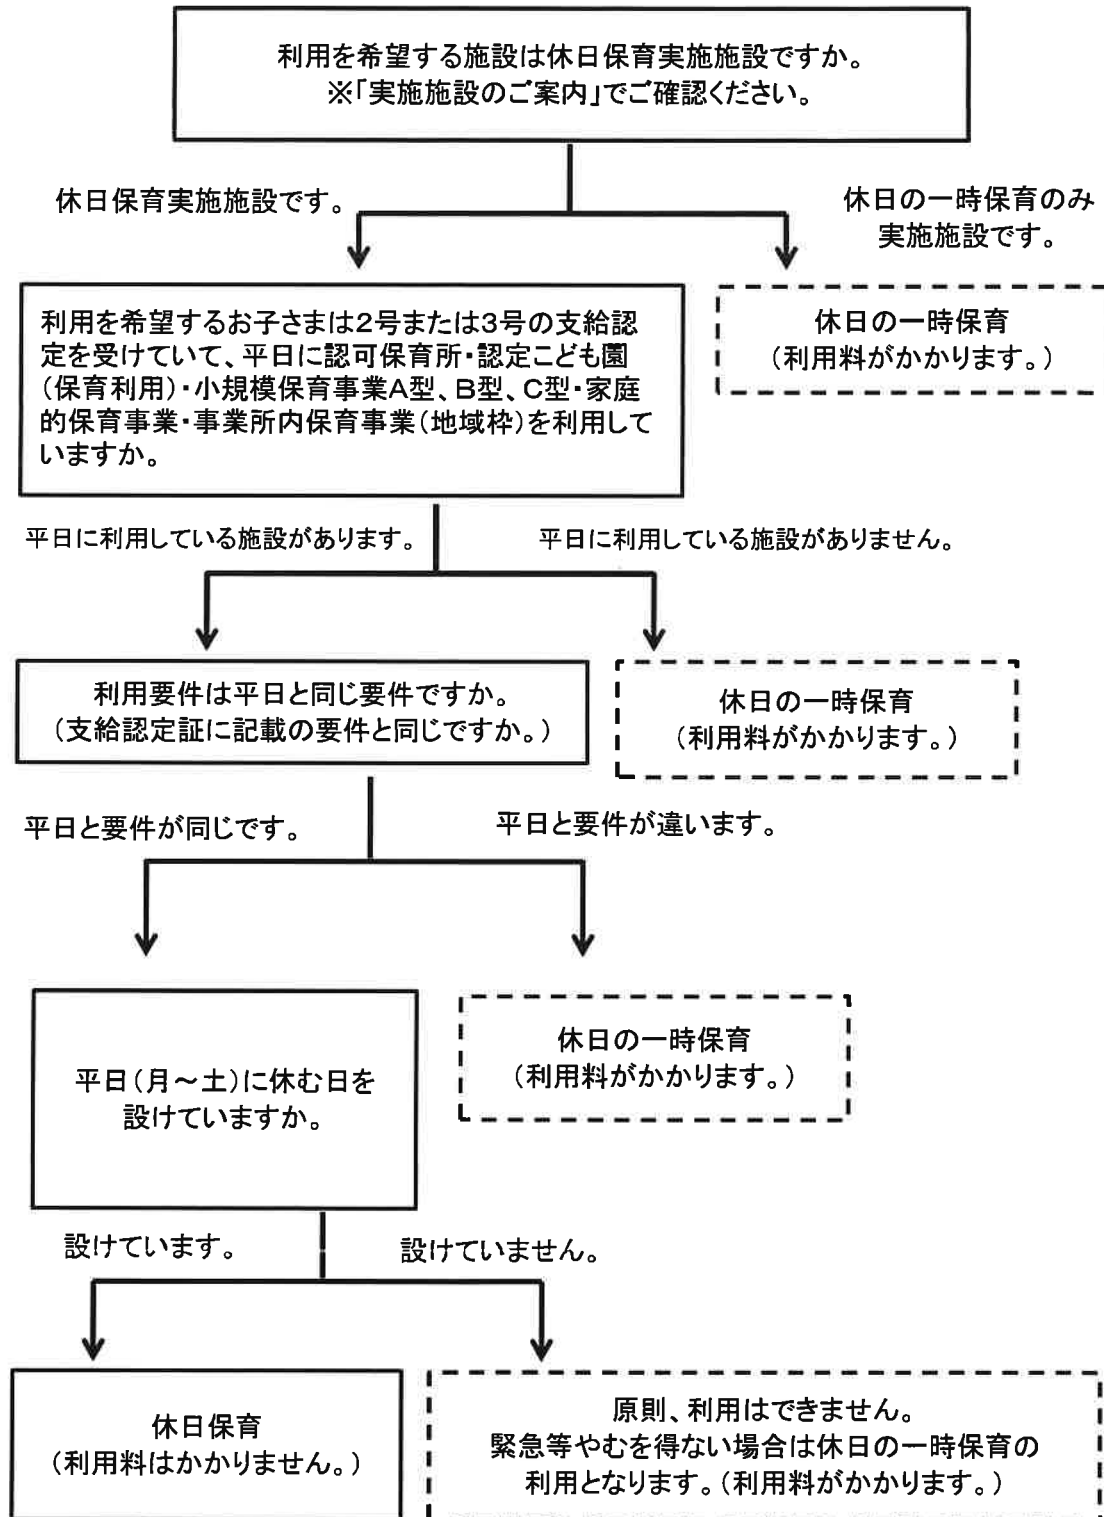 利用を希望する施設は休日保育実施施設ですか。
※「実施施設のご案内」でご確認ください。
休日保育実施施設です。
休日の一時保育のみ
実施施設です。
利用を希望するお子さまは2号または3号の支給認
定を受けていて、平日に認可保育所・認定こども園
(保育利用)・小規模保育事業A型、B型、C型・家庭
的保育事業・事業所内保育事業(地域枠)を利用して
いますか。
休日の一時保育
(利用料がかかります。)
平日に利用している施設があります。
平日に利用している施設がありません。
利用要件は平日と同じ要件ですか。
(支給認定証に記載の要件と同じですか。)
休日の一時保育
(利用料がかかります。)
平日と要件が同じです。
平日と要件が違います。
平日(月~土)に休む日を
設けていますか。
休日の一時保育
(利用料がかかります。)
設けています。
設けていません。
休日保育
(利用料はかかりません。)
原則、利用はできません。
緊急等やむを得ない場合は休日の一時保育の
利用となります。(利用料がかかります。)